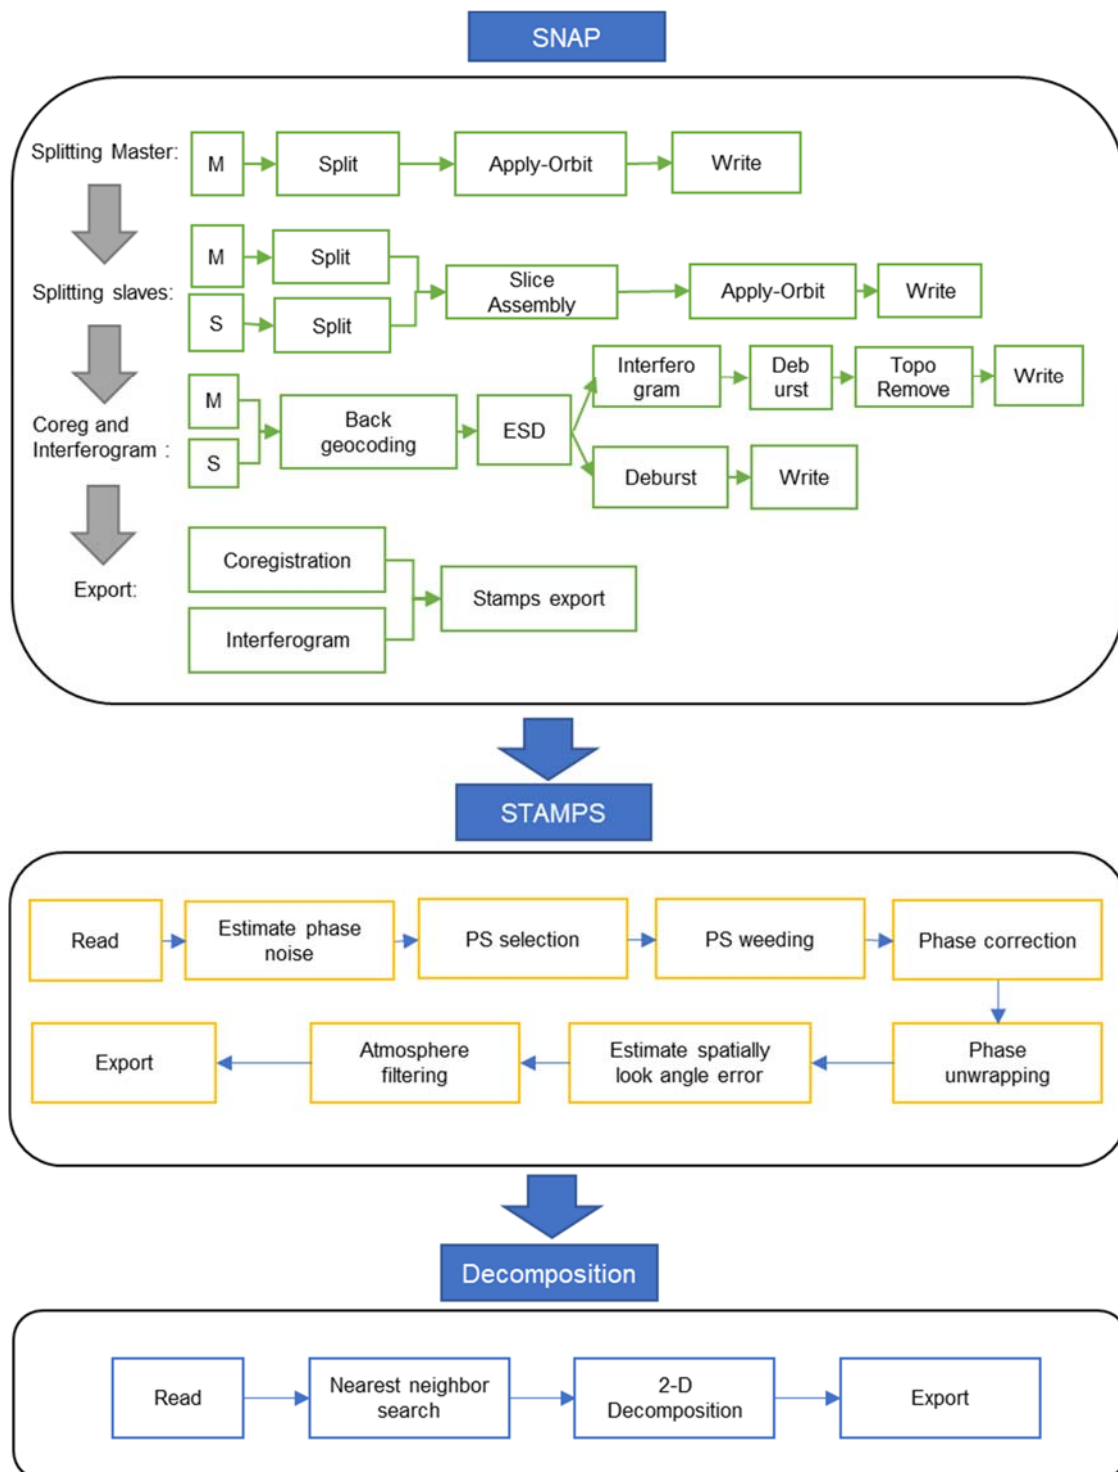 SNAP
Splitting Master:
M
Split
Apply-Orbit
Write
M
Split
Splitting slaves:
S
Split
Slice
Assembly
Apply-Orbit
Write
Coreg and
Interferogram :
M
S
Back
geocoding
ESD
Interfero
gram
Deb
urst
Topo
Remove
Write
Deburst
Write
Export:
Coregistration
Interferogram
Stamps export
STAMPS
Read
Estimate phase
noise
PS selection
PS weeding
Phase correction
Phase
unwrapping
Estimate spatially
look angle error
Atmosphere
filtering
Export
Decomposition
Read
Nearest neighbor
search
2-D
Decomposition
Export